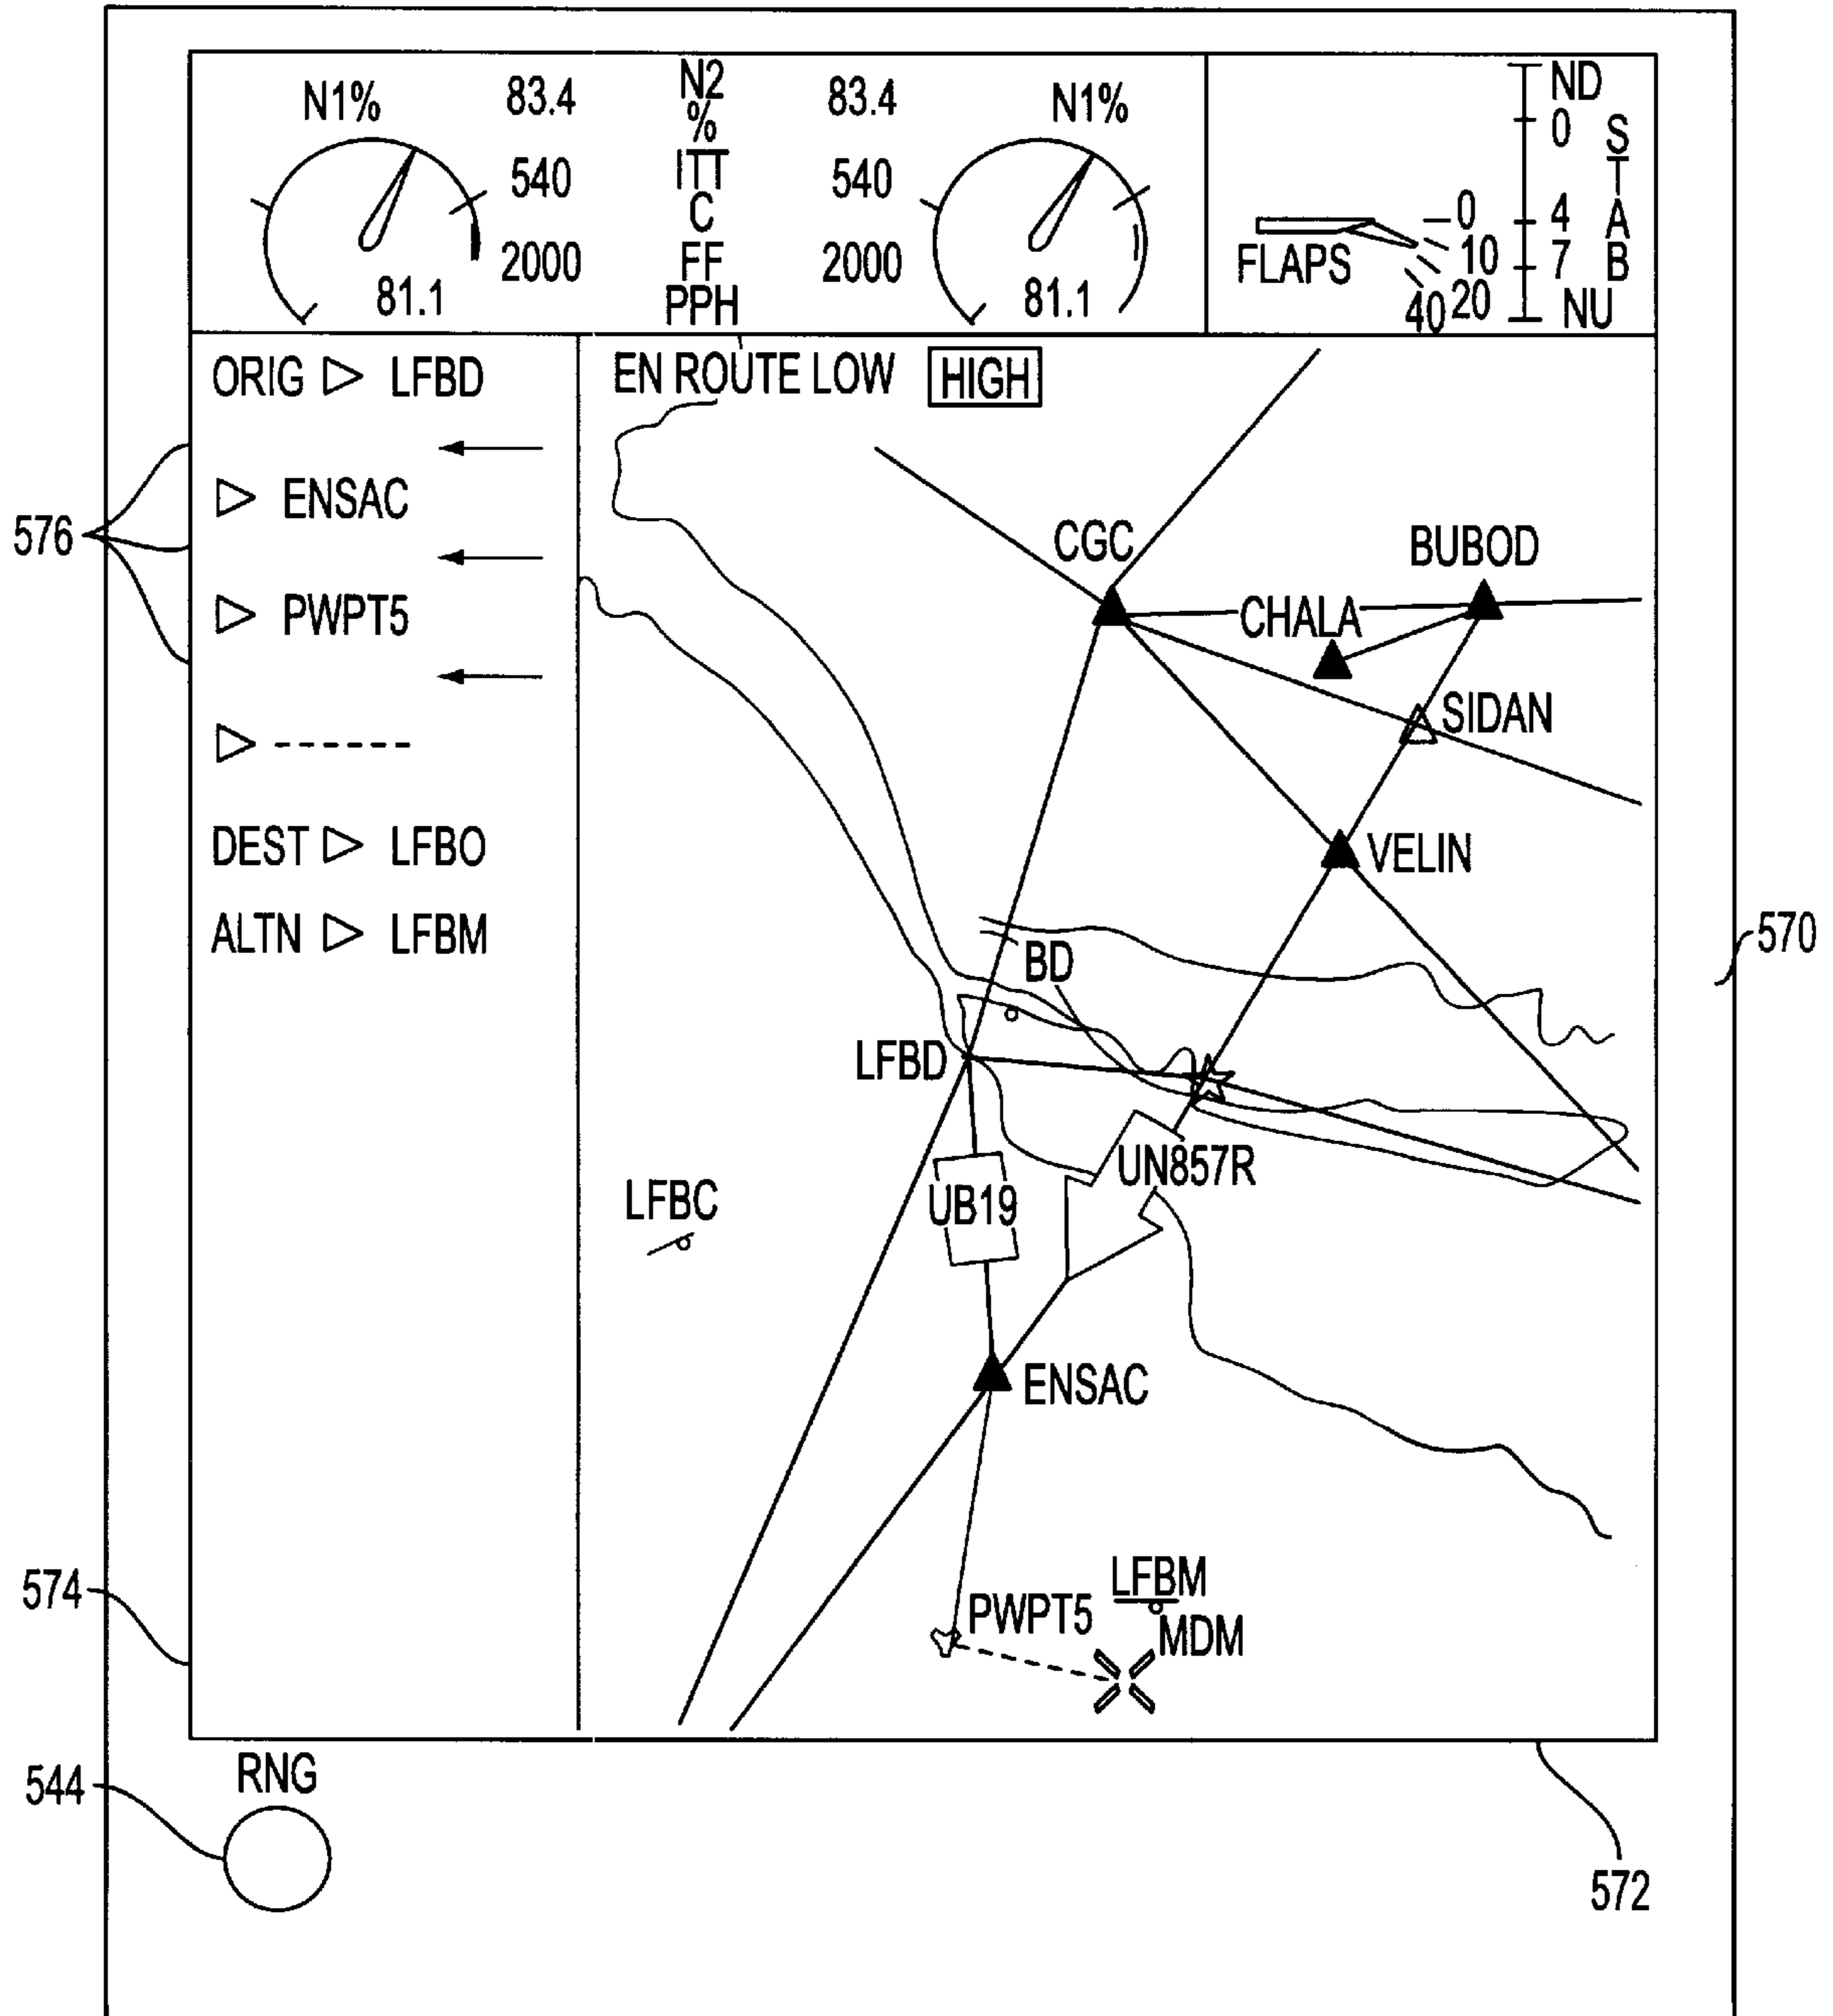 N1% 83.4 N2 83.4 N1%
%
540 ITT 540
C
2000 FF 2000
81.1 PPH 81.1
ND
0
4
7
NU
STAB
FLAPS
0
10
20
40
ORIG LFBD
ENSAC
PWPT5
------
DEST LFBO
ALTN LFBM
EN ROUTE LOW HIGH
CGC
BUBOD
CHALA
SIDAN
VELIN
BD
LFBD
UN857R
LFBC
UB19
ENSAC
LFBM
PWPT5
MDM
RNG
576
570
574
544
572